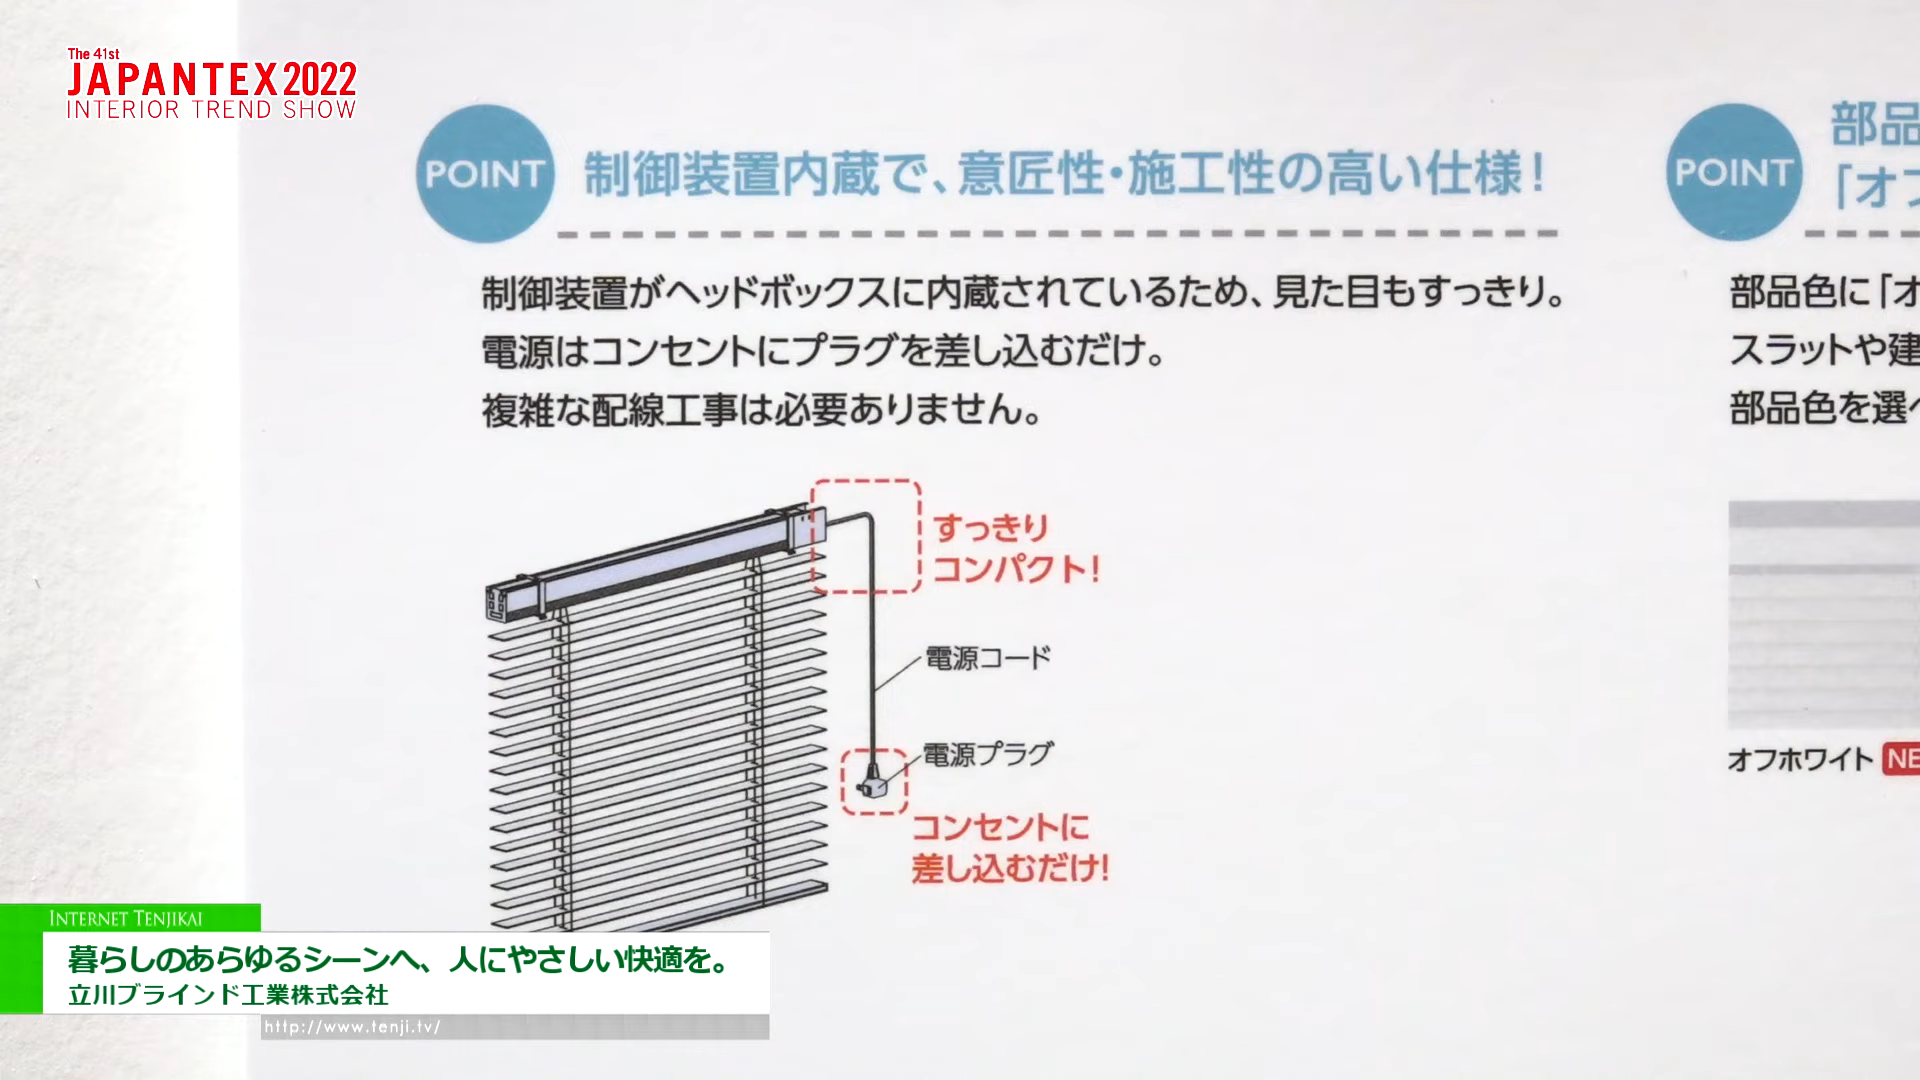 The 41st
JAPANTEX2022
INTERIOR TREND SHOW
POINT
制御装置内蔵で、意匠性・施工性の高い仕様！
制御装置がヘッドボックスに内蔵されているため、見た目もすっきり。
電源はコンセントにプラグを差し込むだけ。
複雑な配線工事は必要ありません。
すっきり
コンパクト！
電源コード
電源プラグ
コンセントに
差し込むだけ！
POINT
部品
「オフ
部品色に「オ
スラットや建
部品色を選べ
オフホワイト NE
INTERNET TENJIKAI
暮らしのあらゆるシーンへ、人にやさしい快適を。
立川ブラインド工業株式会社
http://www.tenji.tv/